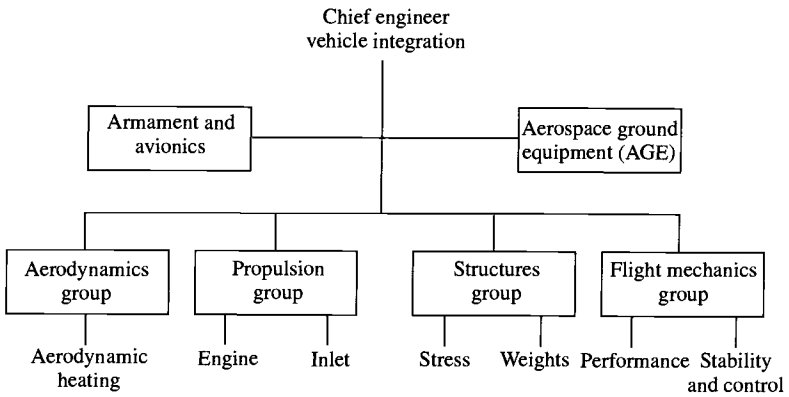 Chief engineer
vehicle integration
Armament and
avionics
Aerospace ground
equipment (AGE)
Aerodynamics
group
Propulsion
group
Structures
group
Flight mechanics
group
Aerodynamic
heating
Engine
Inlet
Stress
Weights
Performance
Stability
and control